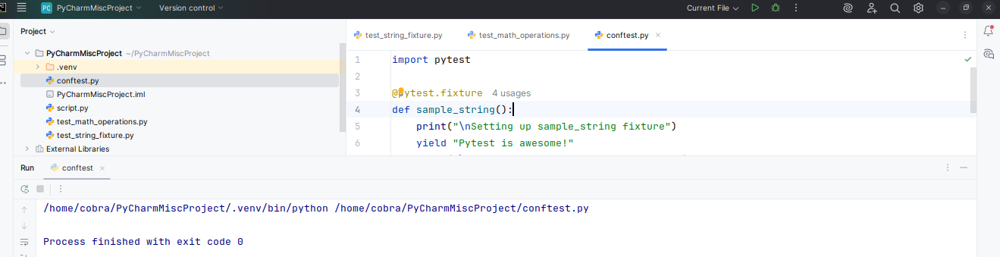 PC PyCharmMiscProject Version control Current File
Project
PyCharmMiscProject ~/PyCharmMiscProject
.venv
conftest.py
PyCharmMiscProject.iml
script.py
test_math_operations.py
test_string_fixture.py
External Libraries
test_string_fixture.py test_math_operations.py conftest.py
1 import pytest
2
3 @pytest.fixture 4 usages
4 def sample_string():
5 print("\nSetting up sample_string fixture")
6 yield "Pytest is awesome!"
Run conftest
/home/cobra/PyCharmMiscProject/.venv/bin/python /home/cobra/PyCharmMiscProject/conftest.py
Process finished with exit code 0